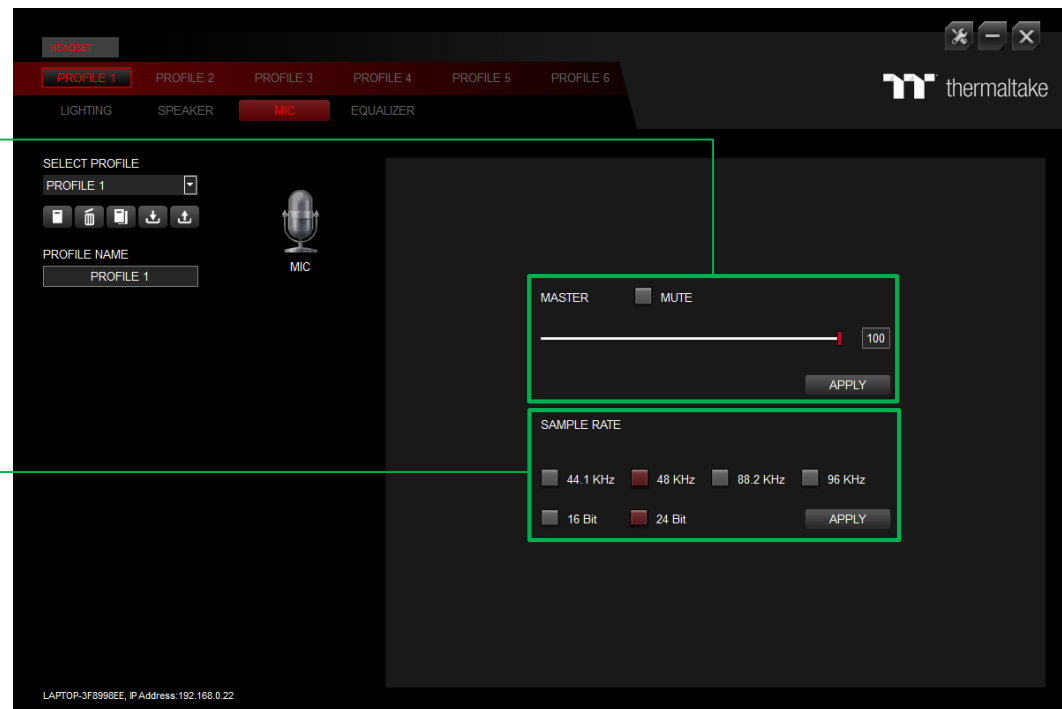 HEADSET
PROFILE 1 PROFILE 2 PROFILE 3 PROFILE 4 PROFILE 5 PROFILE 6
thermaltake
LIGHTING SPEAKER MIC EQUALIZER
SELECT PROFILE
PROFILE 1
PROFILE NAME
PROFILE 1
MIC
MASTER MUTE
100
APPLY
SAMPLE RATE
44.1 KHz 48 KHz 88.2 KHz 96 KHz
16 Bit 24 Bit APPLY
LAPTOP-3F8998EE, IP Address:192.168.0.22